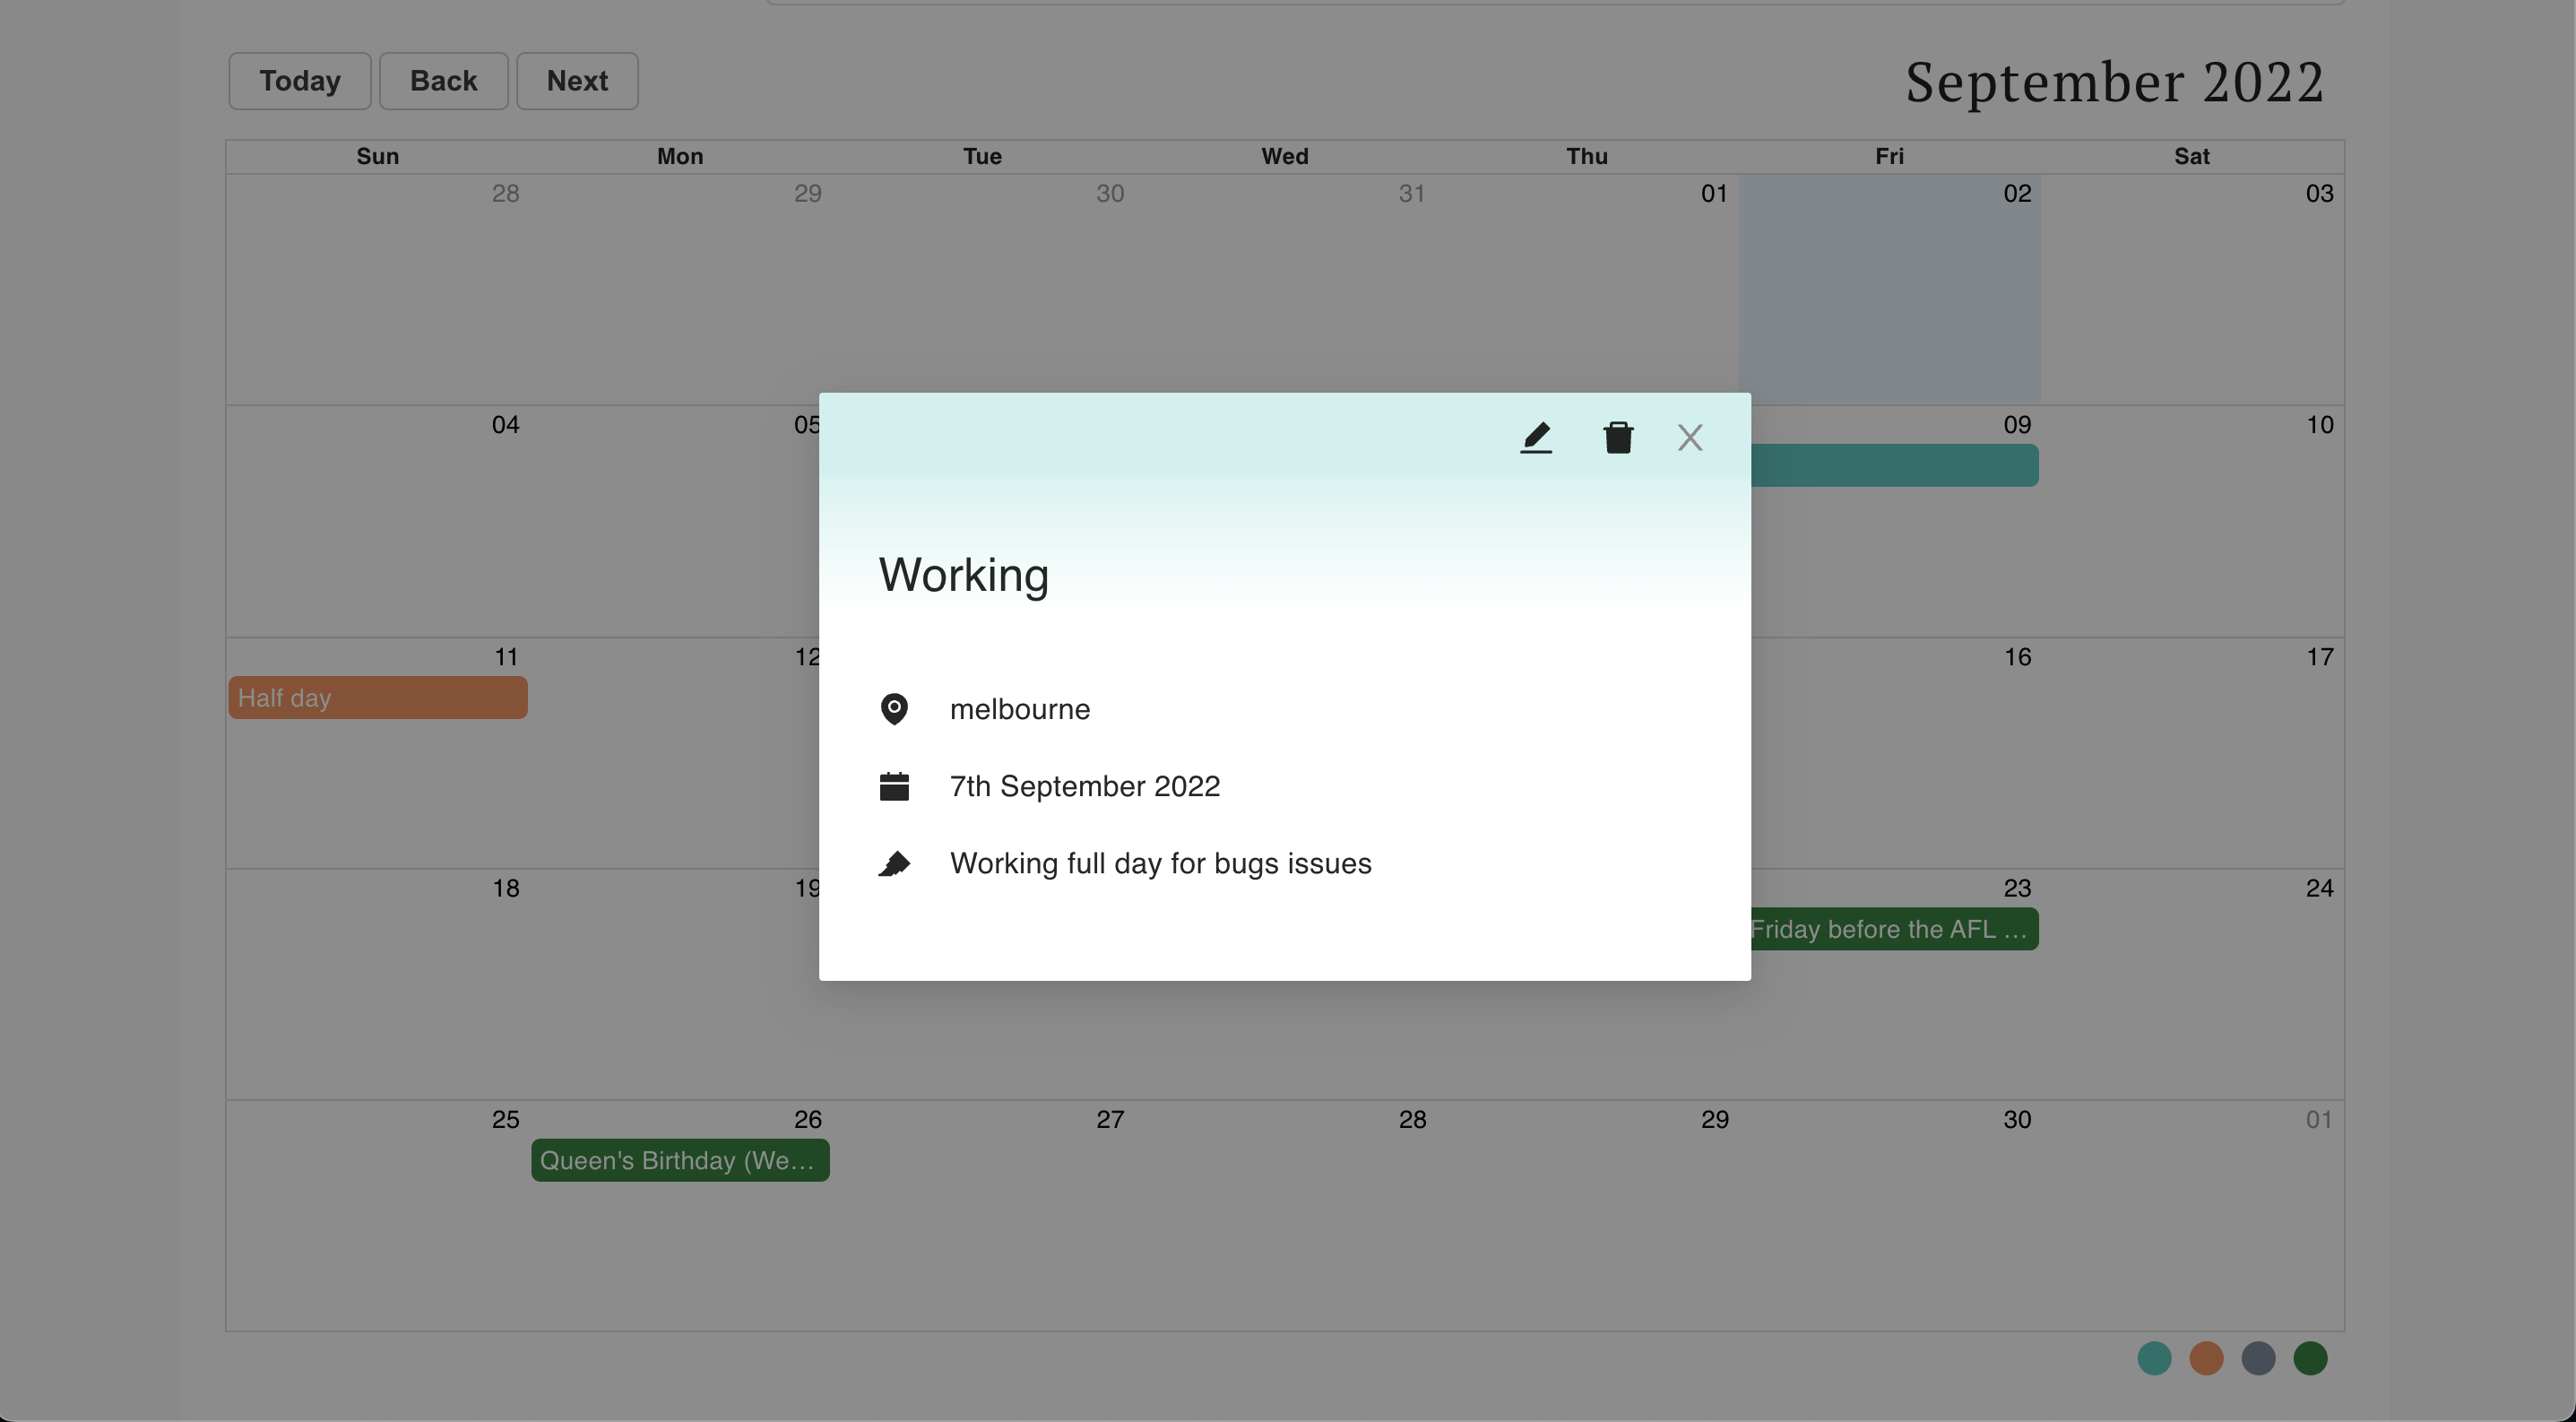 Today Back Next September 2022
Sun Mon Tue Wed Thu Fri Sat
28 29 30 31 01 02 03
04 05 09 10
11 12 16 17
Half day
18 19 23 24
Friday before the AFL ...
25 26 27 28 29 30 01
Queen's Birthday (We...
Working
melbourne
7th September 2022
Working full day for bugs issues